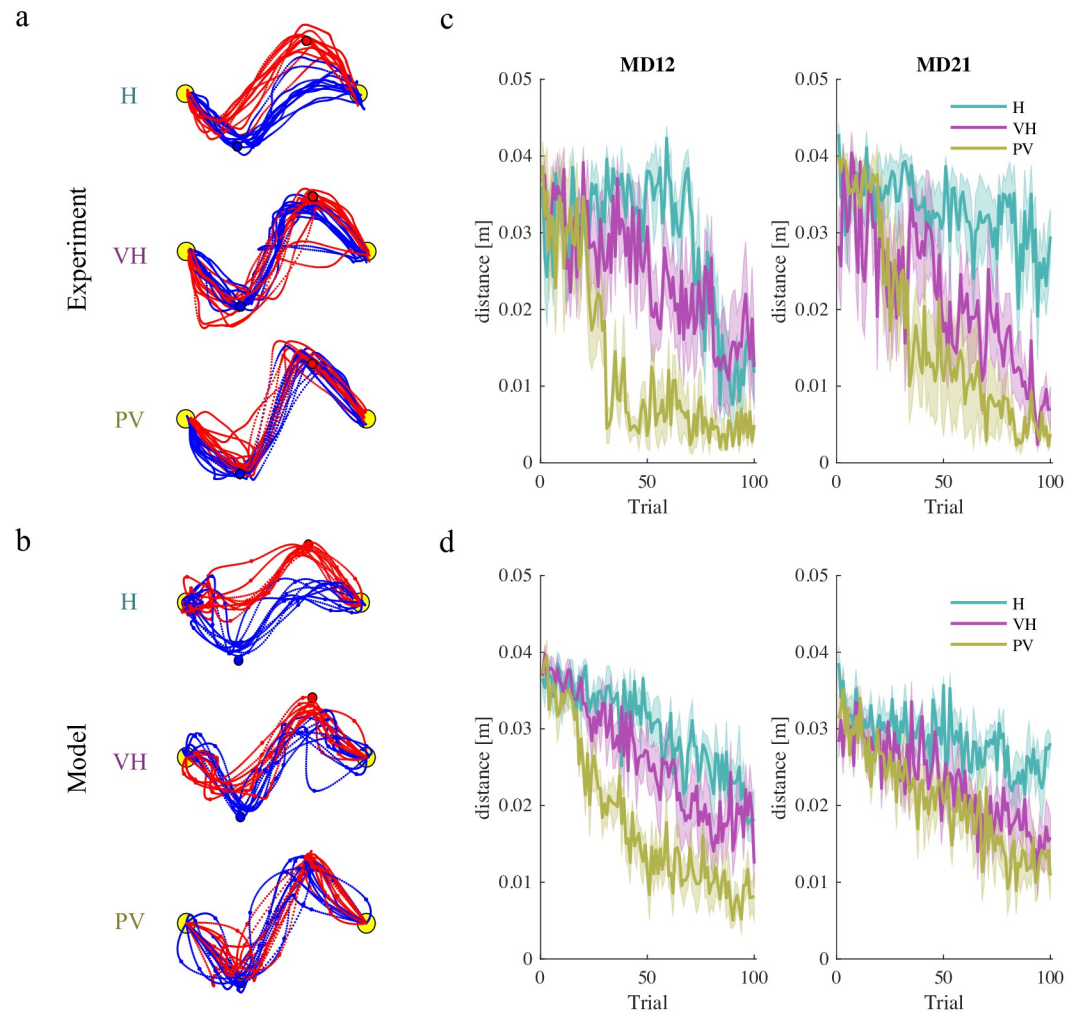 a
H
VH
PV
Experiment
b
H
VH
PV
Model
c
MD12
MD21
distance [m]
0.05
0.04
0.03
0.02
0.01
0
0
50
100
Trial
distance [m]
0.05
0.04
0.03
0.02
0.01
0
0
50
100
Trial
H
VH
PV
d
distance [m]
0.05
0.04
0.03
0.02
0.01
0
0
50
100
Trial
distance [m]
0.05
0.04
0.03
0.02
0.01
0
0
50
100
Trial
H
VH
PV